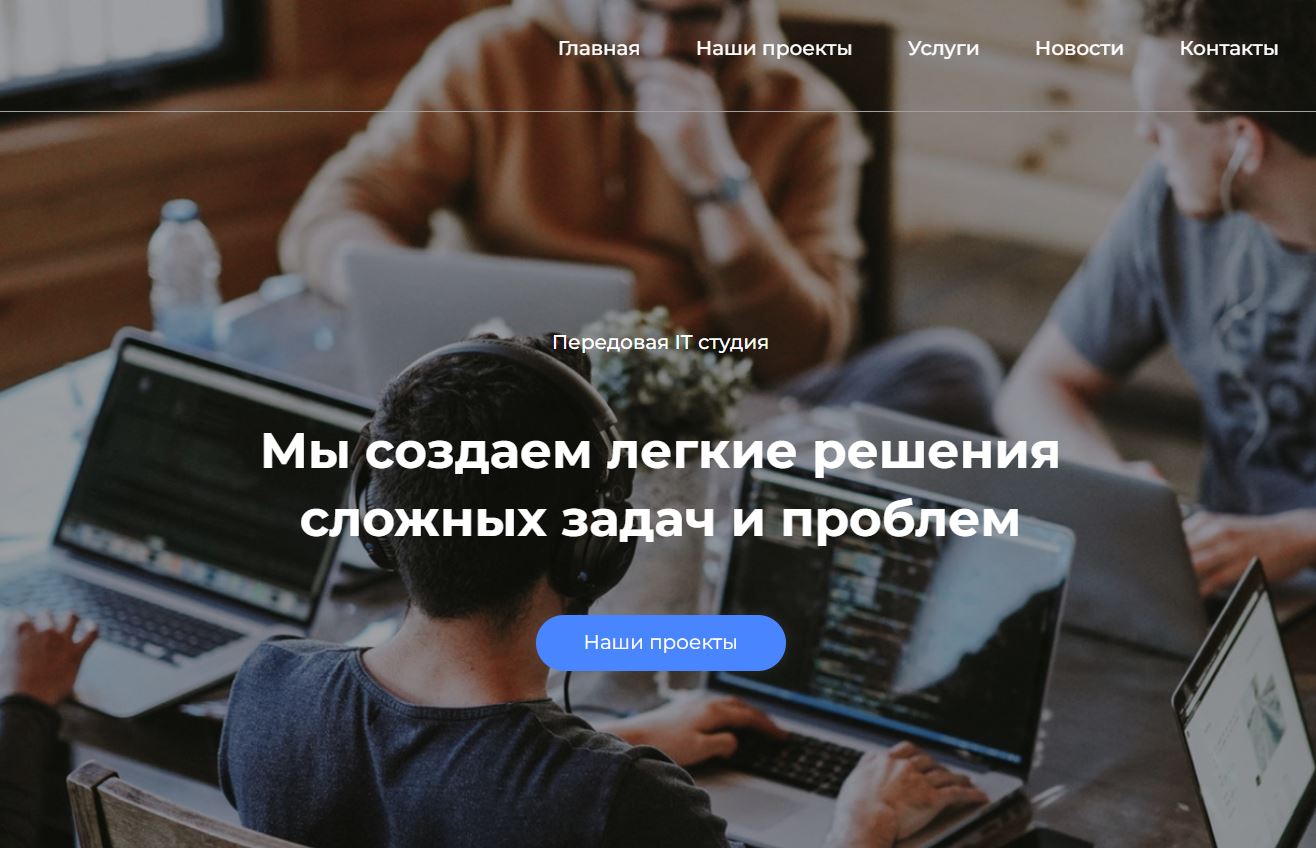 Главная Наши проекты Услуги Новости Контакты
Передовая IT студия
Мы создаем легкие решения
сложных задач и проблем
Наши проекты